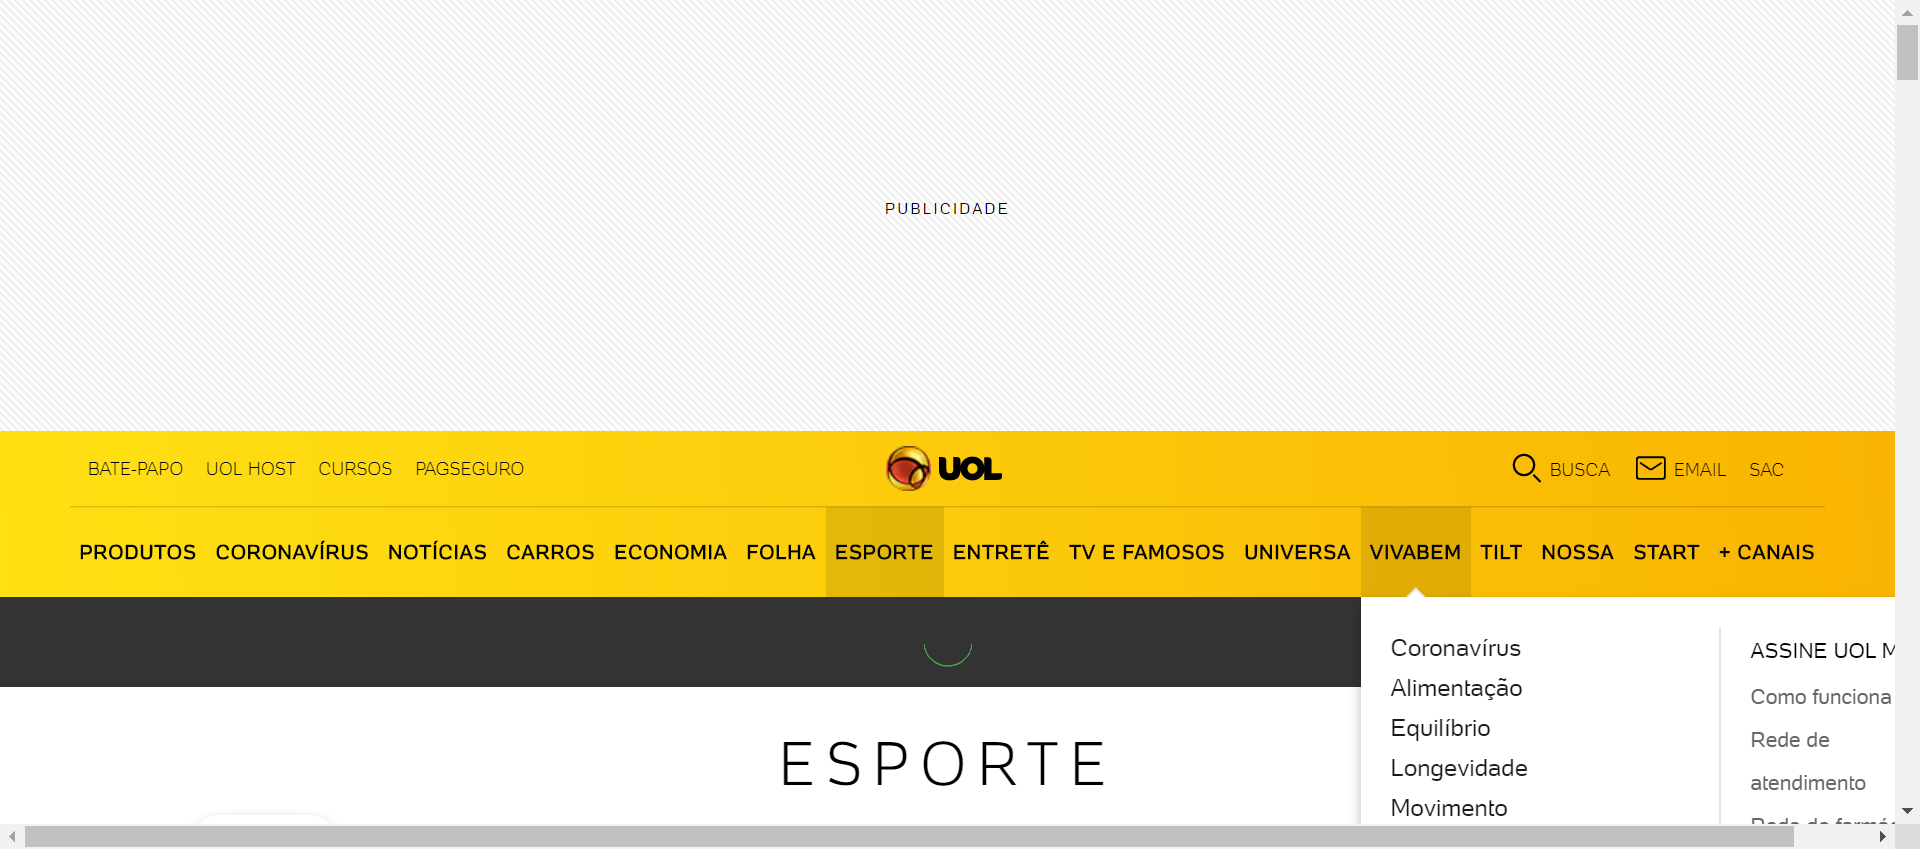 PUBLICIDADE
BATE-PAPO UOL HOST CURSOS PAGSEGURO UOL BUSCA EMAIL SAC
PRODUTOS CORONAVÍRUS NOTÍCIAS CARROS ECONOMIA FOLHA ESPORTE ENTRETÊ TV E FAMOSOS UNIVERSA VIVABEM TILT NOSSA START + CANAIS
ESPORTE
Coronavírus
Alimentação
Equilíbrio
Longevidade
Movimento
ASSINE UOL M
Como funciona
Rede de
atendimento